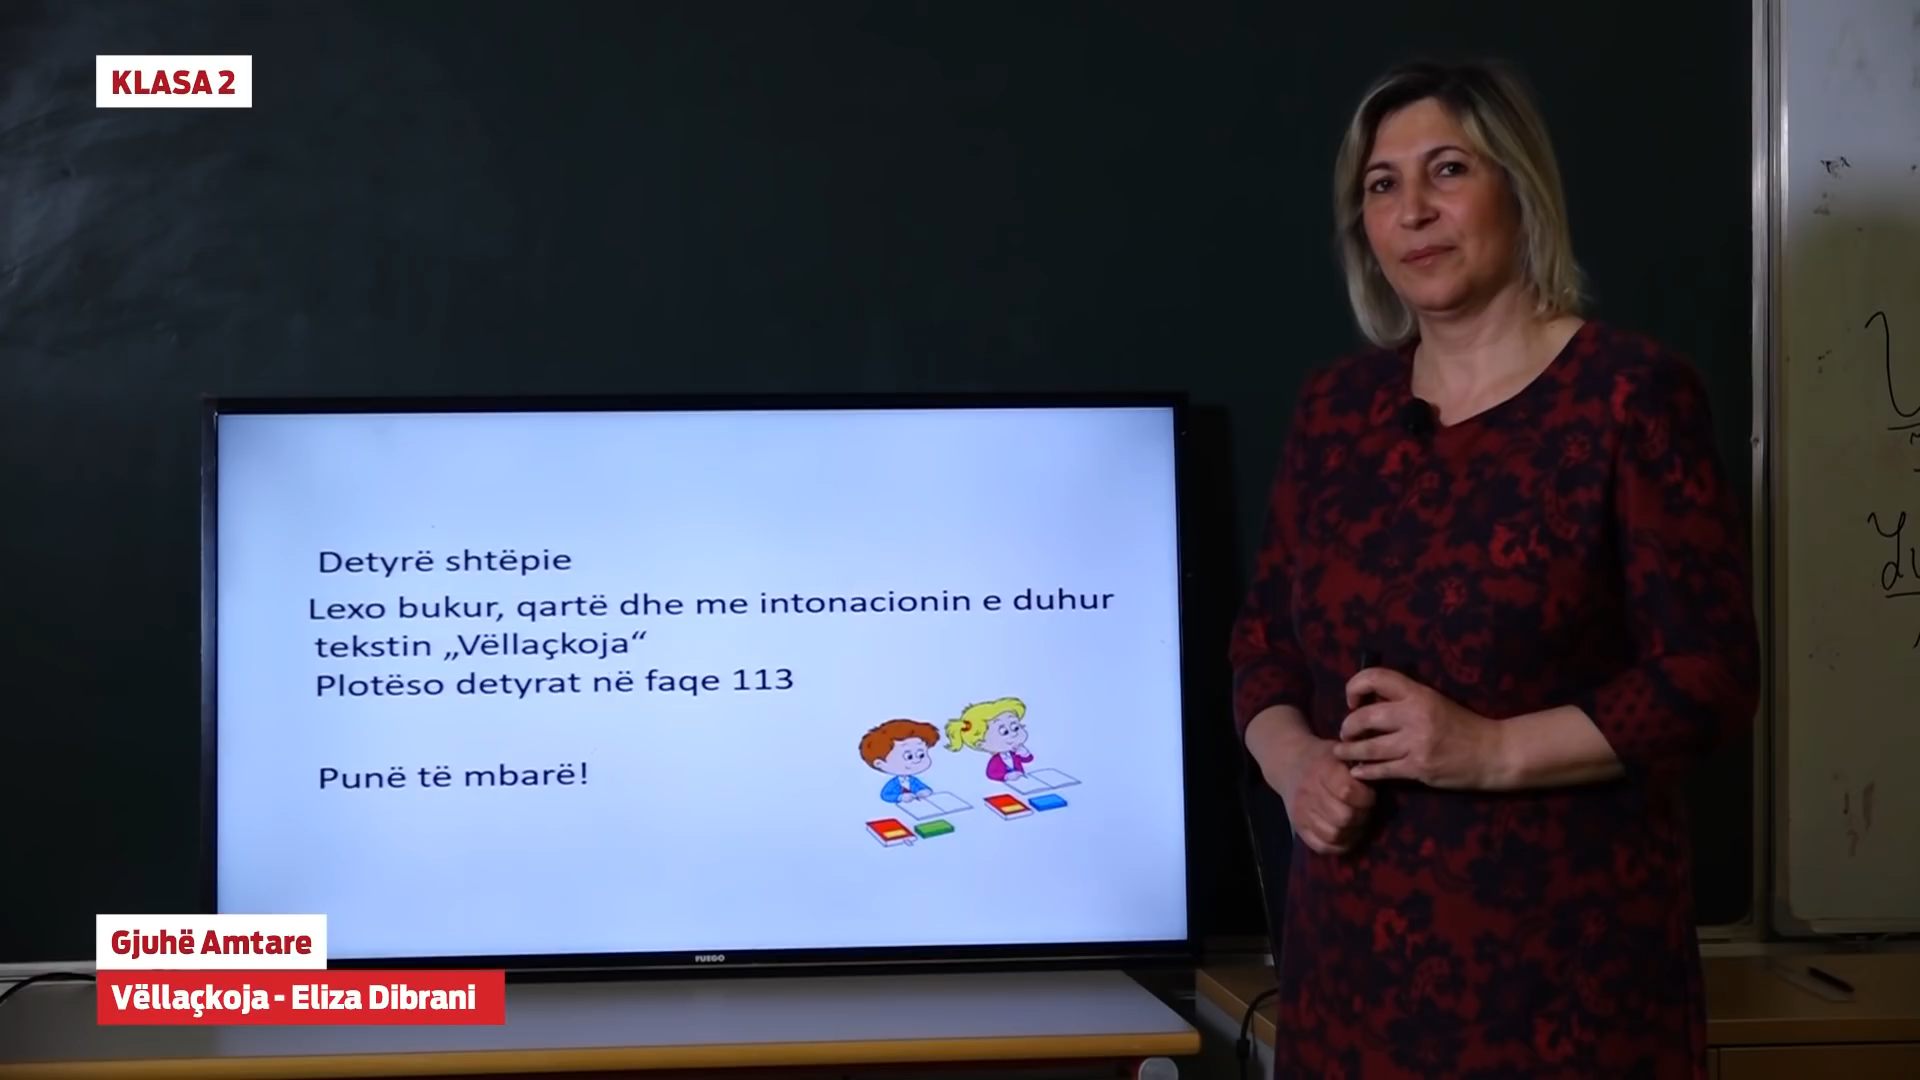 KLASA 2
Detyrë shtëpie
Lexo bukur, qartë dhe me intonacionin e duhur
tekstin „Vëllaçkoja“
Plotëso detyrat në faqe 113
Punë të mbarë!
FUEGO
Gjuhë Amtare
Vëllaçkoja - Eliza Dibrani